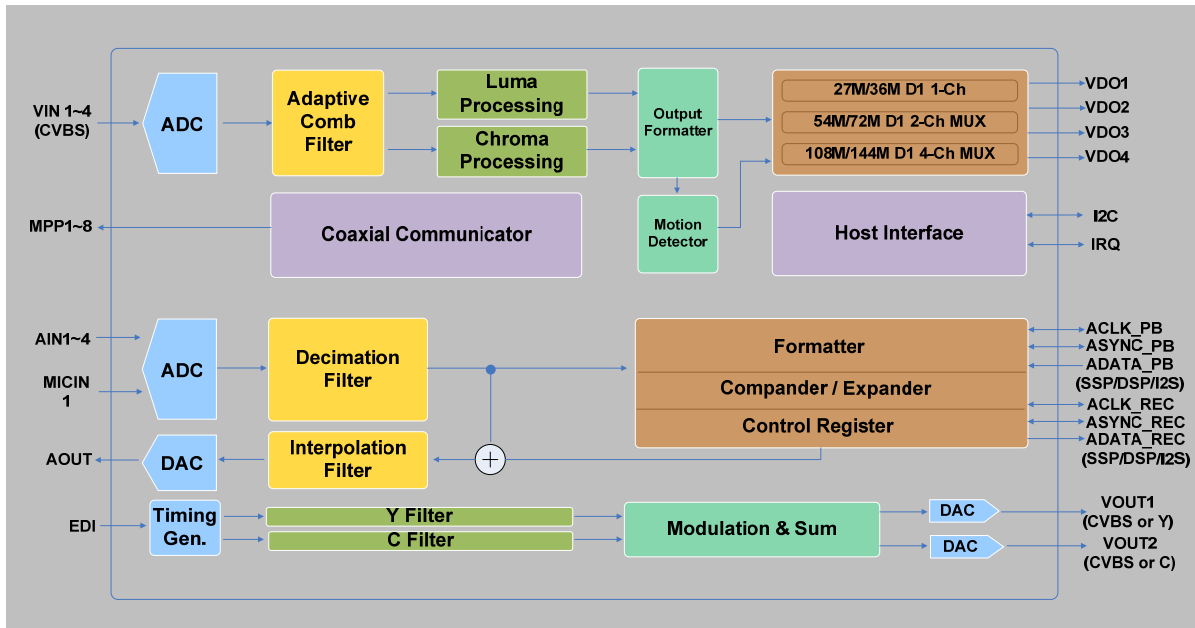 VIN 1~4
(CVBS)
ADC
Adaptive
Comb
Filter
Luma
Processing
Chroma
Processing
Output
Formatter
Motion
Detector
27M/36M D1 1-Ch
54M/72M D1 2-Ch MUX
108M/144M D1 4-Ch MUX
VDO1
VDO2
VDO3
VDO4
MPP1~8
Coaxial Communicator
Host Interface
I2C
IRQ
AIN1~4
MICIN
1
ADC
Decimation
Filter
Formatter
Compander / Expander
Control Register
ACLK_PB
ASYNC_PB
ADATA_PB
(SSP/DSP/I2S)
ACLK_REC
ASYNC_REC
ADATA_REC
(SSP/DSP/I2S)
AOUT
DAC
Interpolation
Filter
+
EDI
Timing
Gen.
Y Filter
C Filter
Modulation & Sum
DAC
DAC
VOUT1
(CVBS or Y)
VOUT2
(CVBS or C)